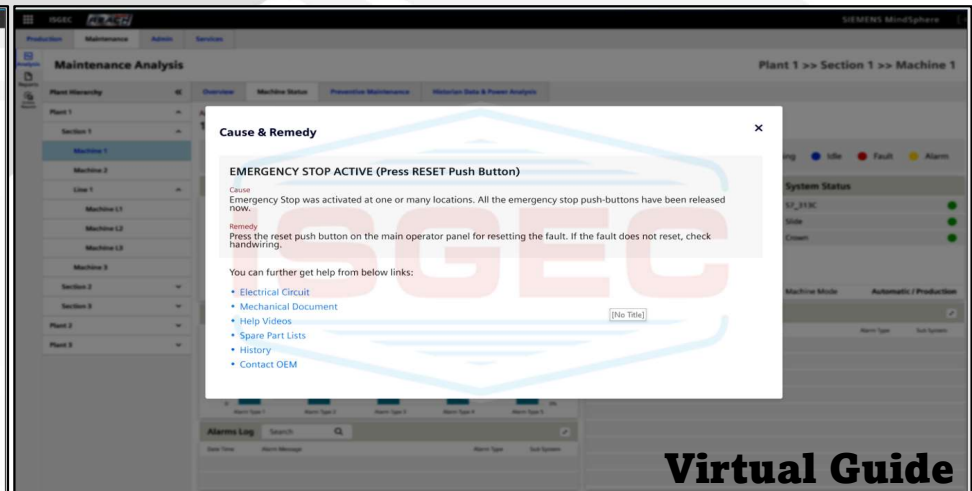 ISGEC REACH
SIEMENS MindSphere
Production Maintenance Admin Services
Analysis
Maintenance Analysis
Plant 1 >> Section 1 >> Machine 1
Reports
Plant Hierarchy
Overview Machine Status Preventive Maintenance Historian Data & Power Analysis
Plant 1
Section 1
Machine 1
Machine 2
Line 1
Machine L1
Machine L2
Machine L3
Machine 3
Section 2
Section 3
Plant 2
Plant 3
Cause & Remedy
×
EMERGENCY STOP ACTIVE (Press RESET Push Button)
Cause
Emergency Stop was activated at one or many locations. All the emergency stop push-buttons have been released
now.
Remedy
Press the reset push button on the main operator panel for resetting the fault. If the fault does not reset, check
handwiring.
You can further get help from below links:
• Electrical Circuit
• Mechanical Document
• Help Videos
• Spare Part Lists
• History
• Contact OEM
[No Title]
ISGEC
Idle Fault Alarm
System Status
S7_313C
Slide
Crown
Machine Mode Automatic / Production
Alarm Type Sub System
Alarm Type 1 Alarm Type 2 Alarm Type 3 Alarm Type 4 Alarm Type 5
Alarms Log Search
Date Time Alarm Message Alarm Type Sub System
Virtual Guide